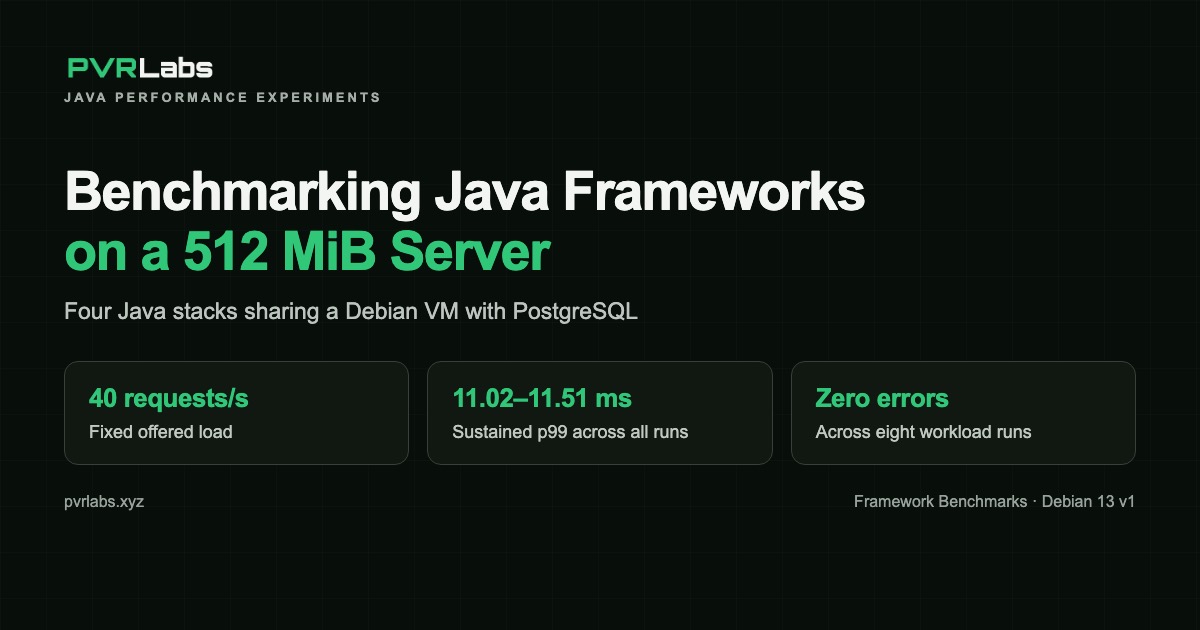 PVRLabs
JAVA PERFORMANCE EXPERIMENTS
Benchmarking Java Frameworks
on a 512 MiB Server
Four Java stacks sharing a Debian VM with PostgreSQL
40 requests/s
Fixed offered load
11.02–11.51 ms
Sustained p99 across all runs
Zero errors
Across eight workload runs
pvrlabs.xyz
Framework Benchmarks · Debian 13 v1